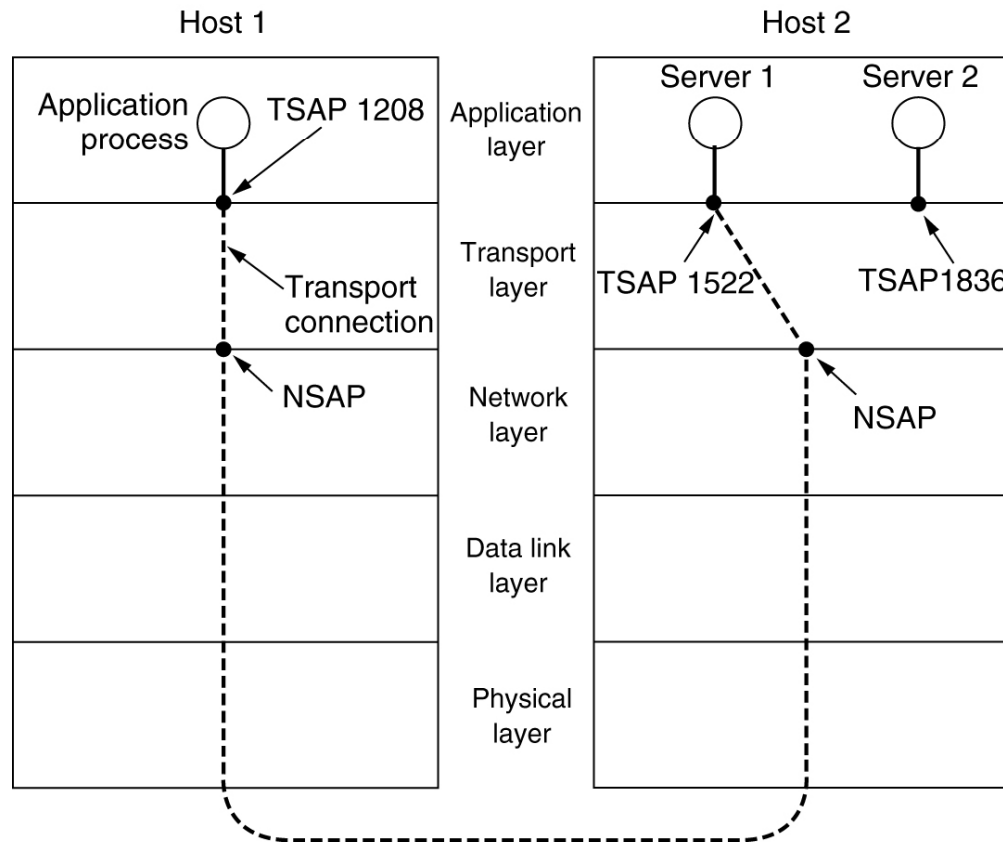 Host 1
Host 2
Application
process
TSAP 1208
Application
layer
Server 1
Server 2
Transport
connection
Transport
layer
TSAP 1522
TSAP1836
NSAP
Network
layer
NSAP
Data link
layer
Physical
layer